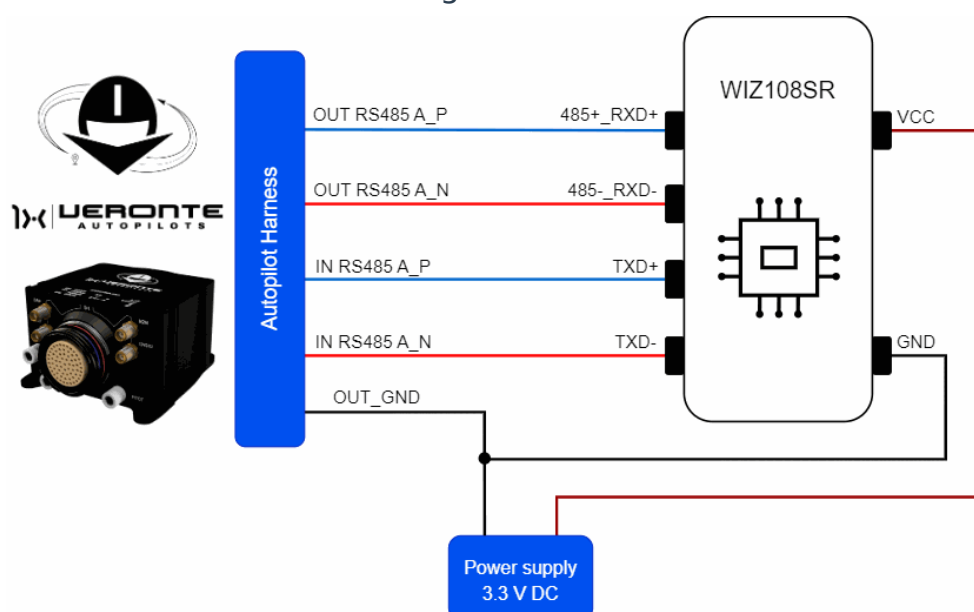 VERONTE
AUTOPILOTS
Autopilot Harness
OUT RS485 A_P
OUT RS485 A_N
IN RS485 A_P
IN RS485 A_N
OUT_GND
485+_RXD+
485-_RXD-
TXD+
TXD-
WIZ108SR
VCC
GND
Power supply
3.3 V DC